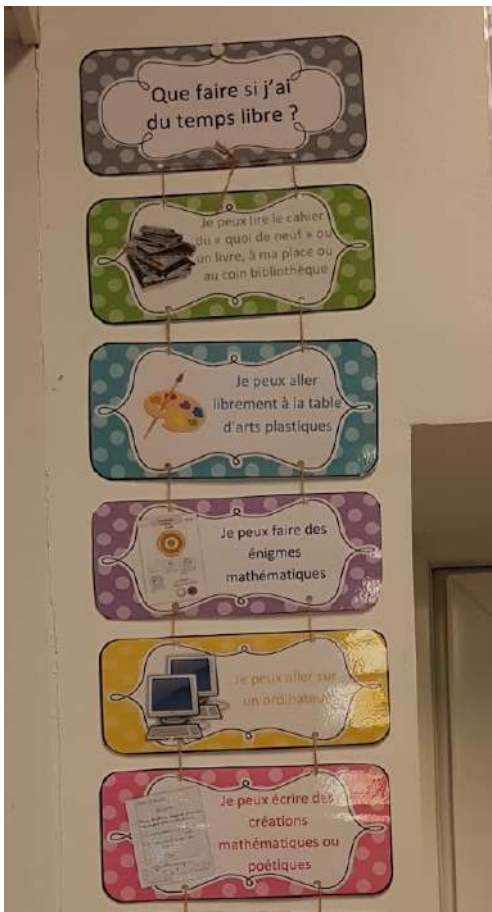 Que faire si j'ai
du temps libre ?
Je peux lire le cahier
du « quoi de neuf » ou
un livre, à ma place ou
au coin bibliothèque
Je peux aller
librement à la table
d'arts plastiques
Je peux faire des
énigmes
mathématiques
Je peux aller sur
un ordinateur
Je peux écrire des
créations
mathématiques ou
poétiques